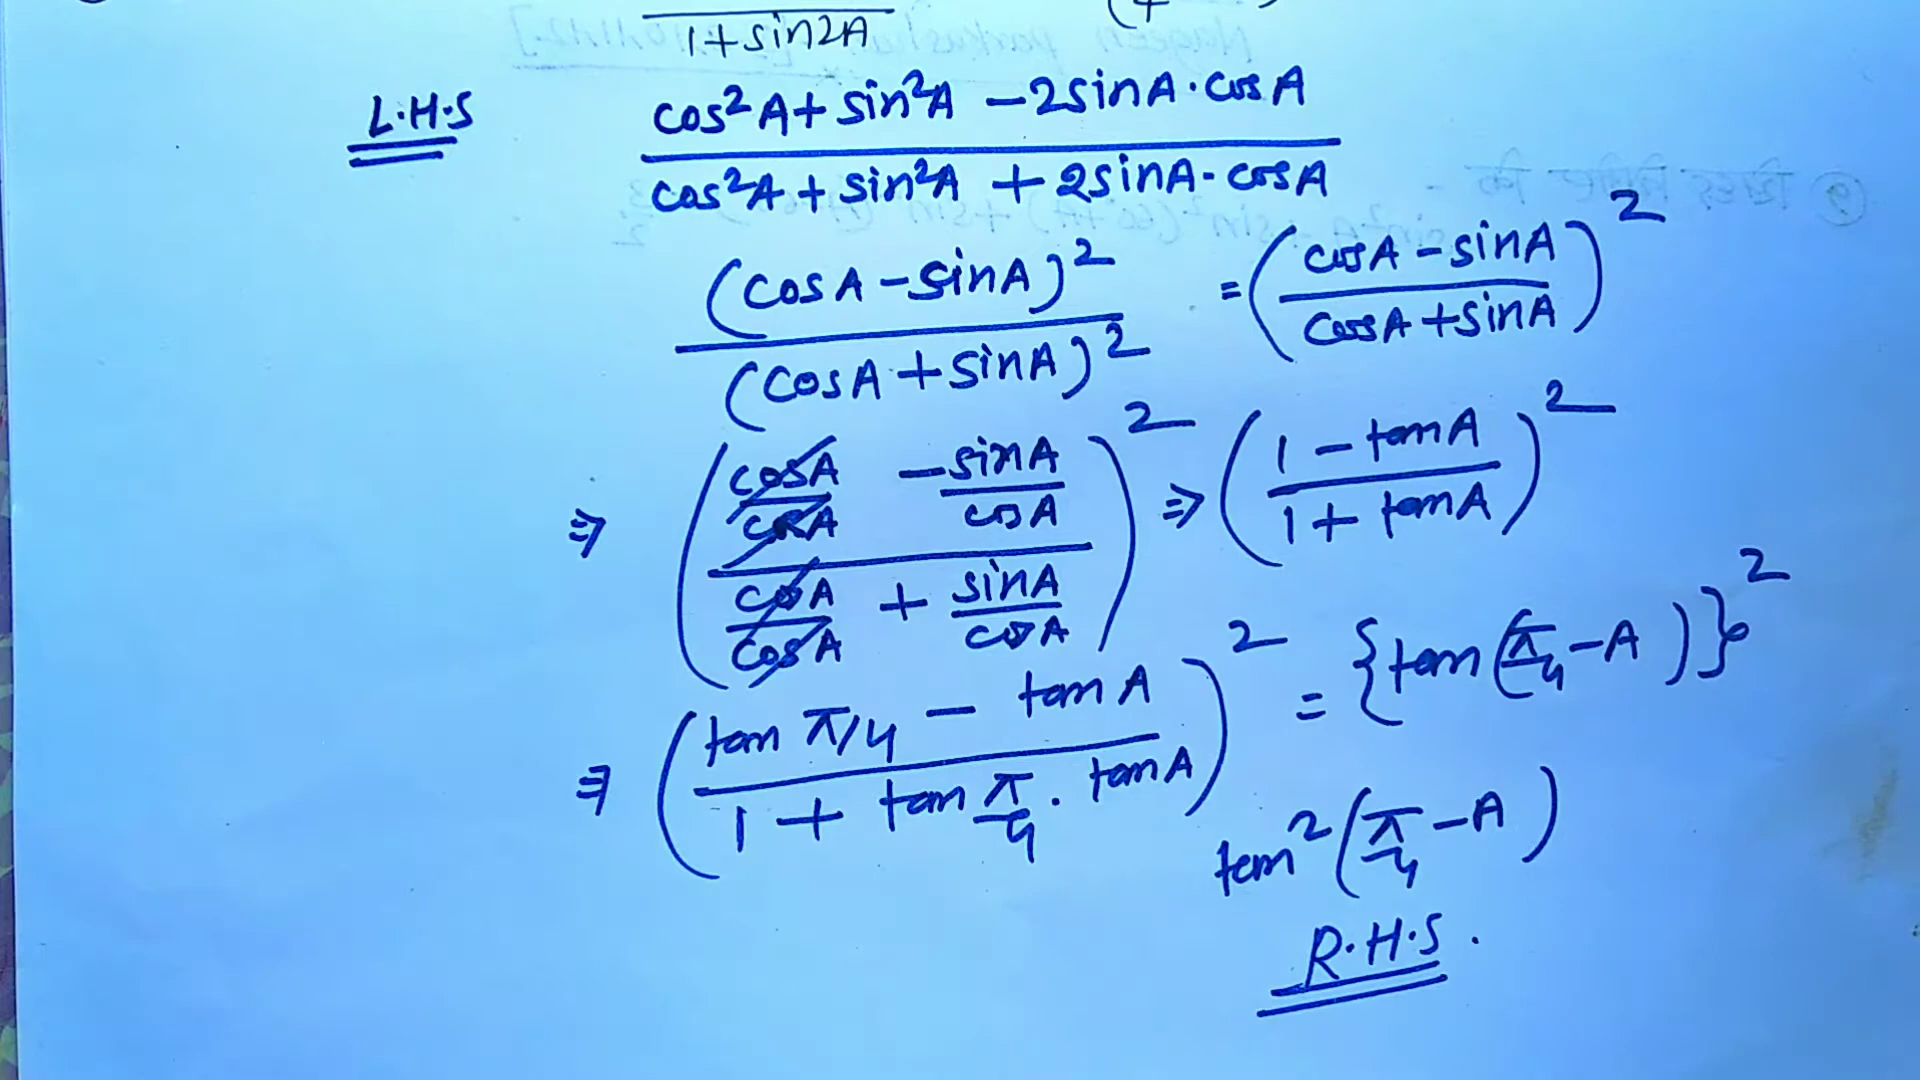 1+sin2A
L.H.S
cos²A + sin²A - 2sinA·cosA
cos²A + sin²A + 2sinA·cosA
(cosA - sinA)² = (cosA - sinA)²
(cosA + sinA)² cosA + sinA
⇒ (cosA/cosA - sinA/cosA)² ⇒ (1 - tanA)²
cosA/cosA + sinA/cosA 1 + tanA
⇒ (tan π/4 - tanA)² = {tan(π/4 - A)}²
1 + tan π/4 · tanA
tan²(π/4 - A)
R.H.S.